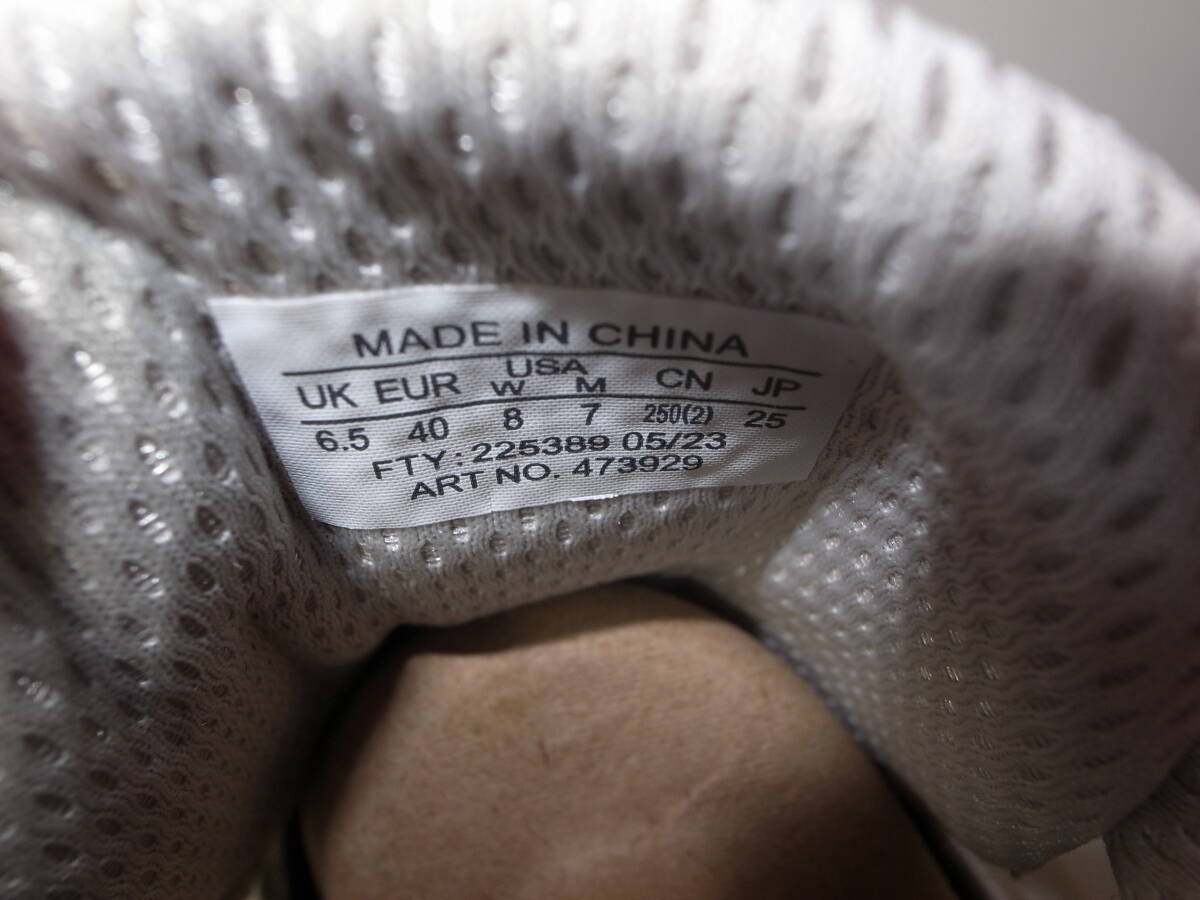 MADE IN CHINA
USA
UK EUR W M CN JP
6.5 40 8 7 250(2) 25
FTY: 225389 05/23
ART NO. 473929